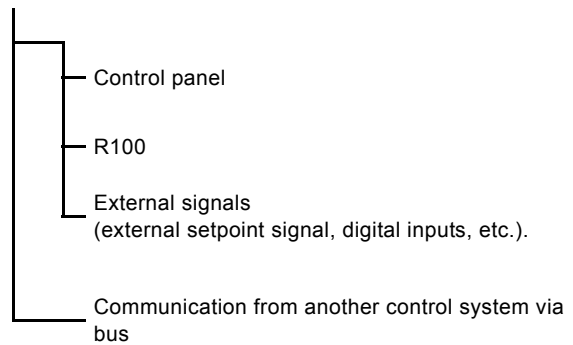 Control panel
R100
External signals
(external setpoint signal, digital inputs, etc.).
Communication from another control system via
bus